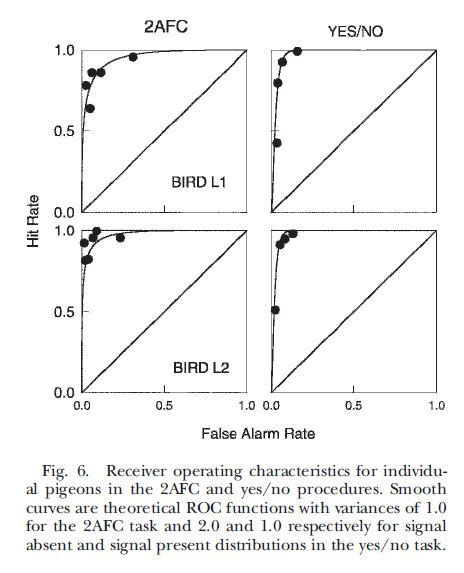 2AFC
YES/NO
1.0
0.5
BIRD L1
0.0
Hit Rate
1.0
0.5
BIRD L2
0.0
0.0 0.5 1.0 0.0 0.5 1.0
False Alarm Rate
Fig. 6. Receiver operating characteristics for individu-
al pigeons in the 2AFC and yes/no procedures. Smooth
curves are theoretical ROC functions with variances of 1.0
for the 2AFC task and 2.0 and 1.0 respectively for signal
absent and signal present distributions in the yes/no task.